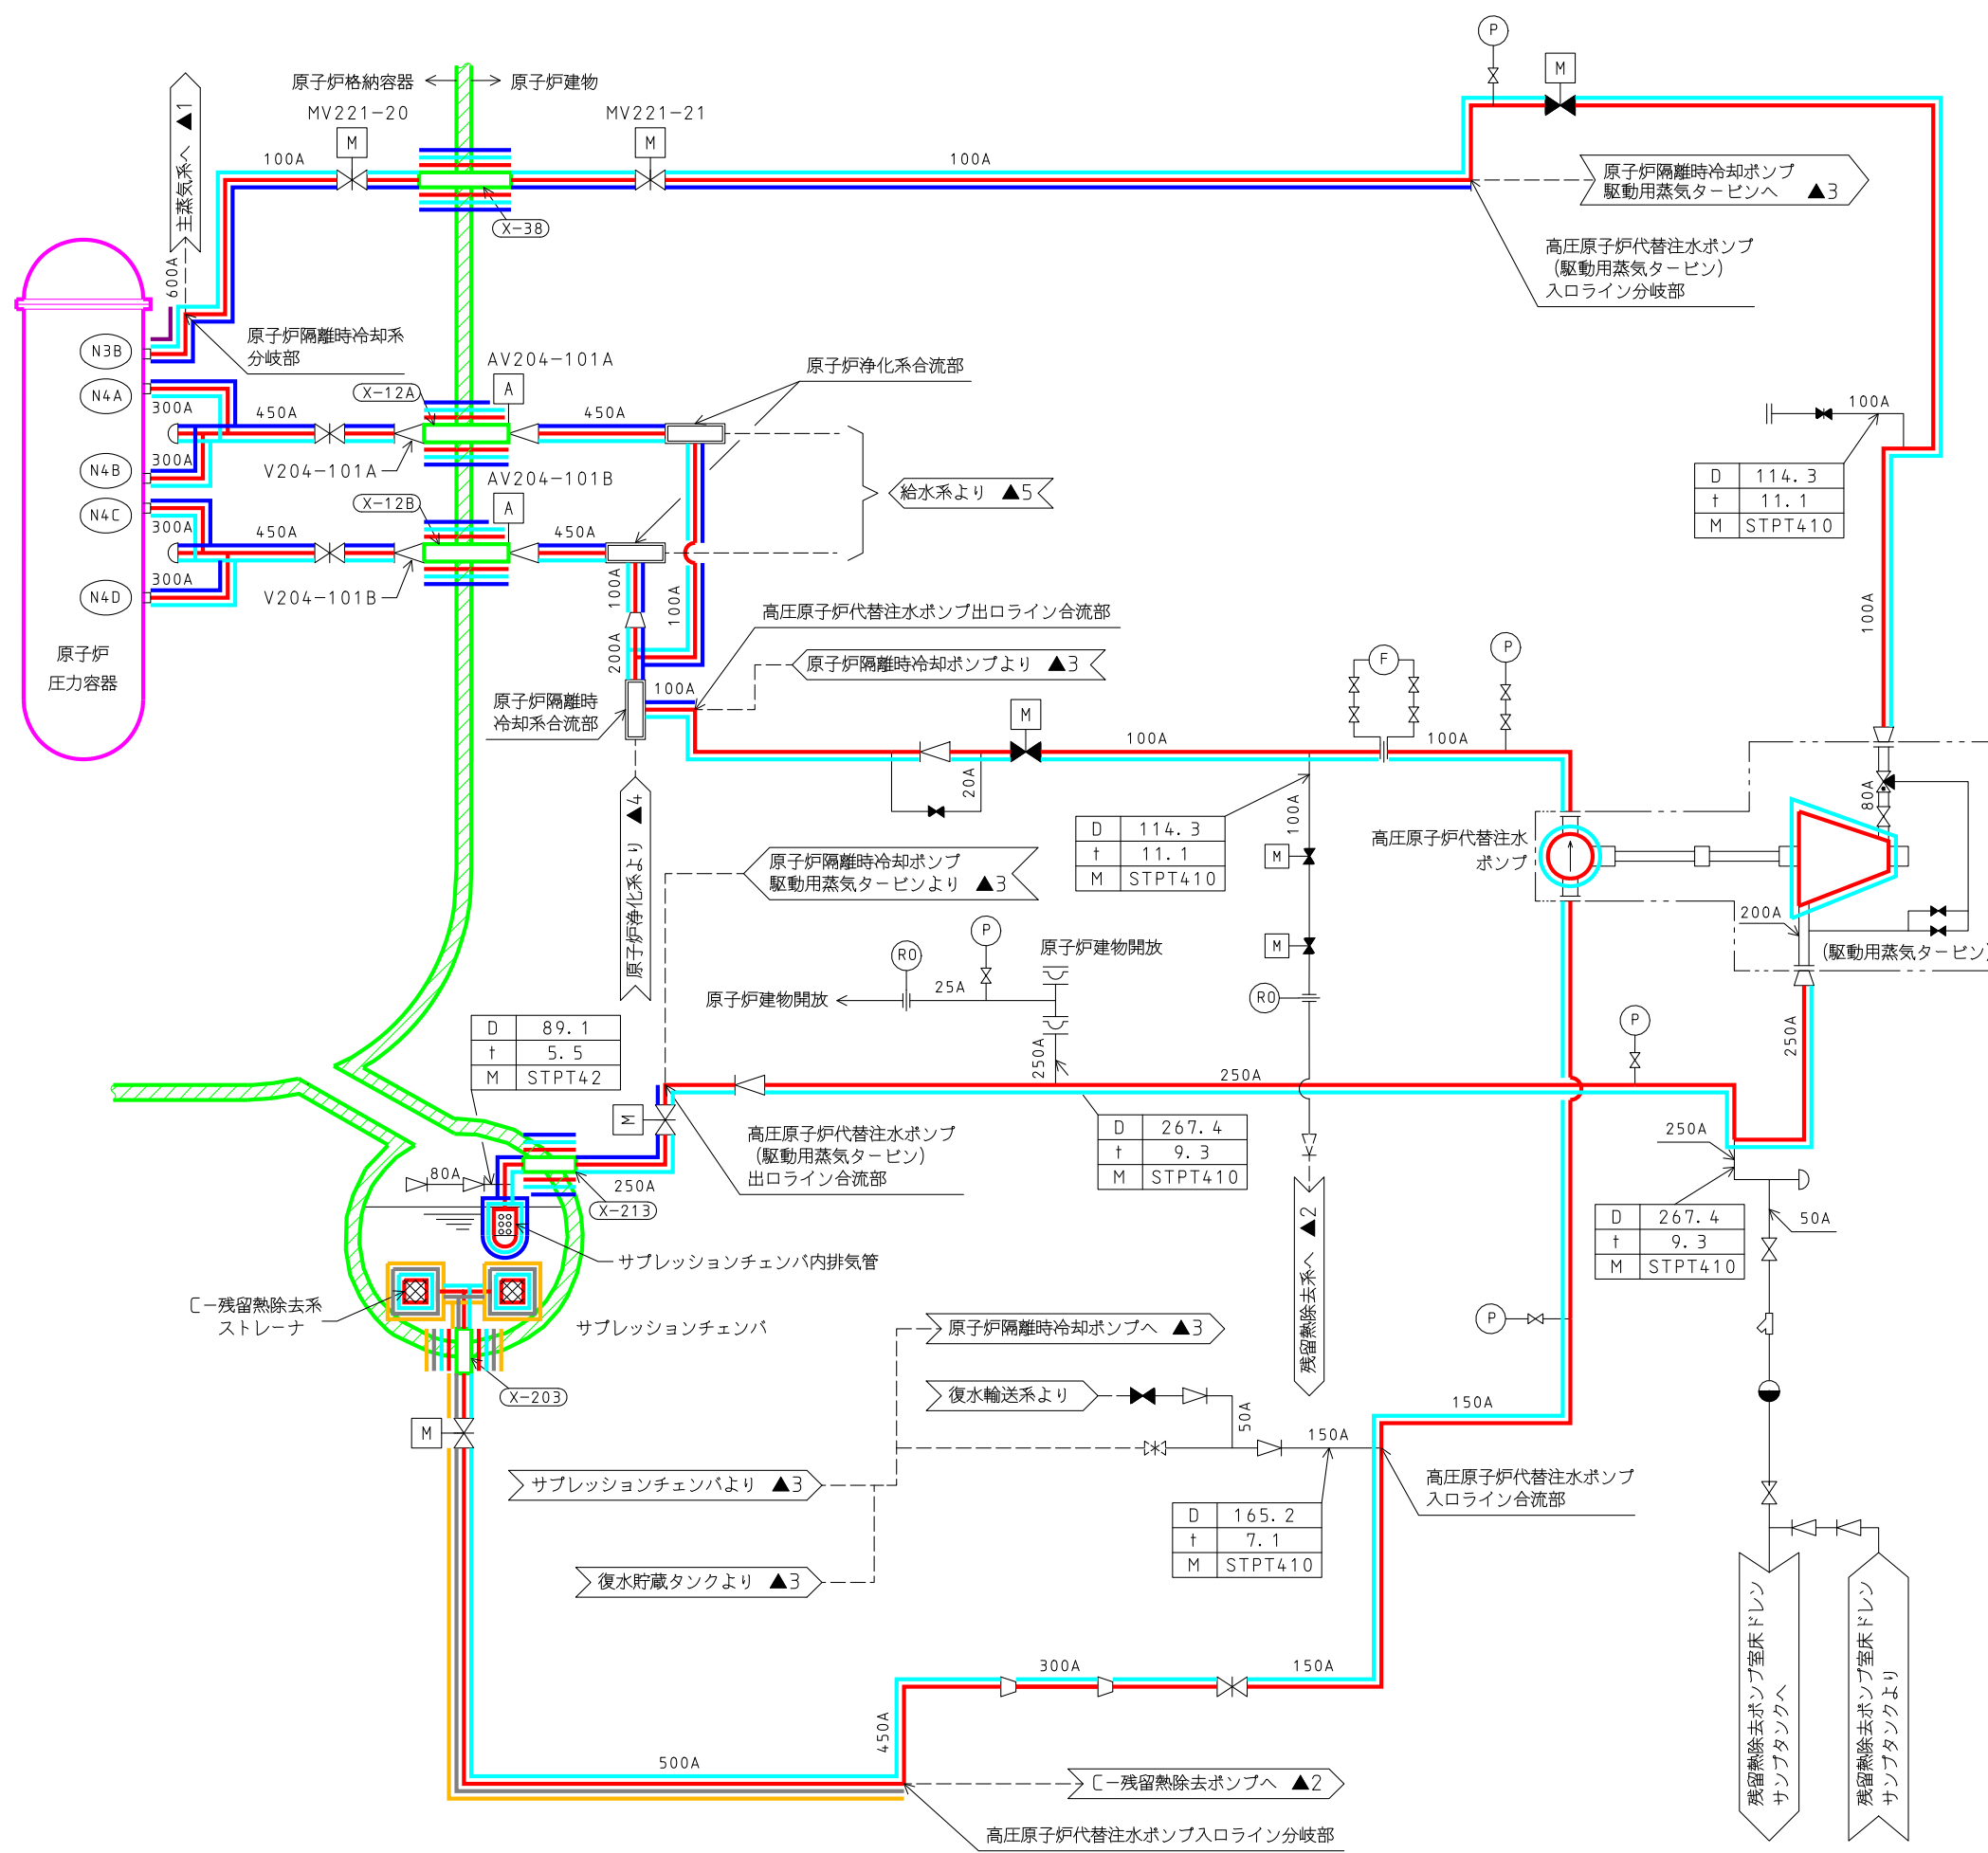 原子炉格納容器
原子炉建物
MV221-20
MV221-21
M
M
P
M
主蒸気系へ ▲1
100A
100A
X-38
600A
原子炉隔離時冷却ポンプ
駆動用蒸気タービンへ ▲3
高圧原子炉代替注水ポンプ
(駆動用蒸気タービン)
入口ライン分岐部
N3B
N4A
N4B
N4C
N4D
原子炉
圧力容器
原子炉隔離時冷却系
分岐部
300A
300A
300A
300A
450A
450A
X-12A
X-12B
AV204-101A
A
AV204-101B
A
V204-101A
V204-101B
450A
450A
原子炉浄化系合流部
給水系より ▲5
100A
100A
200A
100A
D 114.3
t 11.1
M STPT410
100A
高圧原子炉代替注水ポンプ出口ライン合流部
原子炉隔離時冷却ポンプより ▲3
100A
原子炉隔離時
冷却系合流部
原子炉浄化系より ▲4
M
F
P
100A
100A
20A
100A
D 114.3
t 11.1
M STPT410
M
M
RO
高圧原子炉代替注水
ポンプ
80A
200A
(駆動用蒸気タービン)
250A
原子炉隔離時冷却ポンプ
駆動用蒸気タービンより ▲3
RO
P
原子炉建物開放
原子炉建物開放
25A
250A
250A
P
D 89.1
t 5.5
M STPT42
M
80A
250A
X-213
高圧原子炉代替注水ポンプ
(駆動用蒸気タービン)
出口ライン合流部
D 267.4
t 9.3
M STPT410
250A
D 267.4
t 9.3
M STPT410
50A
残留熱除去系へ ▲2
サプレッションチェンバ内排気管
C-残留熱除去系
ストレーナ
サプレッションチェンバ
X-203
M
P
原子炉隔離時冷却ポンプへ ▲3
復水輸送系より
50A
150A
150A
サプレッションチェンバより ▲3
復水貯蔵タンクより ▲3
高圧原子炉代替注水ポンプ
入口ライン合流部
D 165.2
t 7.1
M STPT410
300A
150A
450A
500A
C-残留熱除去ポンプへ ▲2
高圧原子炉代替注水ポンプ入口ライン分岐部
残留熱除去ポンプ室床ドレン
サンプタンクへ
残留熱除去ポンプ室床ドレン
サンプタンクより